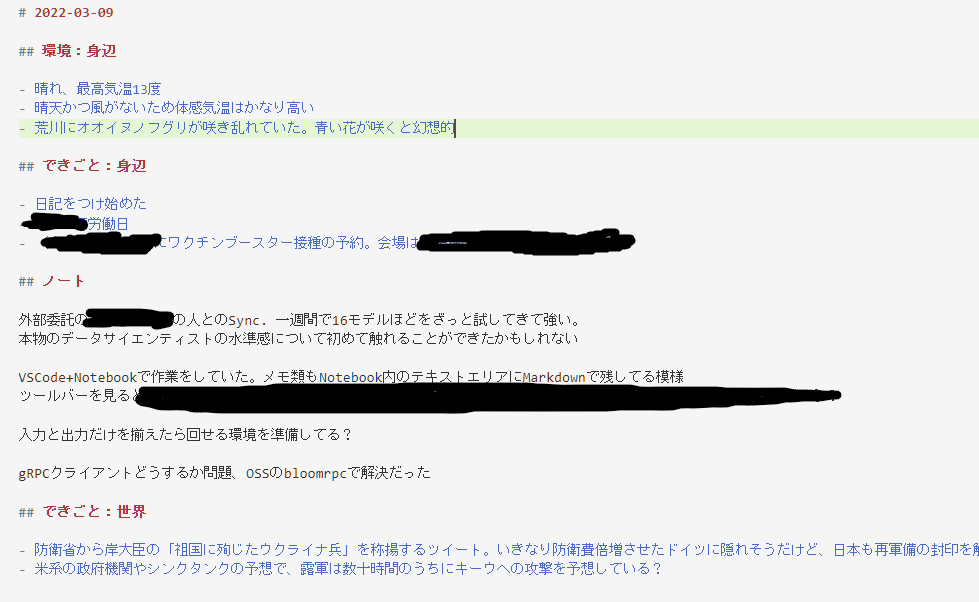 # 2022-03-09
## 環境：身辺
- 晴れ、最高気温13度
- 晴天かつ風がないため体感気温はかなり高い
- 荒川にオオイヌノフグリが咲き乱れていた。青い花が咲くと幻想的
## できごと：身辺
- 日記をつけ始めた
労働日
- にワクチンブースター接種の予約。会場は
## ノート
外部委託の の人とのSync. 一週間で16モデルほどをざっと試してきて強い。
本物のデータサイエンティストの水準感について初めて触れることができたかもしれない
VSCode+Notebookで作業をしていた。メモ類もNotebook内のテキストエリアにMarkdownで残してる模様
ツールバーを見ると
入力と出力だけを揃えたら回せる環境を準備してる？
gRPCクライアントどうするか問題、OSSのbloomrpcで解決だった
## できごと：世界
- 防衛省から岸大臣の「祖国に殉じたウクライナ兵」を称揚するツイート。いきなり防衛費倍増させたドイツに隠れそうだけど、日本も再軍備の封印を
- 米系の政府機関やシンクタンクの予想で、露軍は数十時間のうちにキーウへの攻撃を予想している？